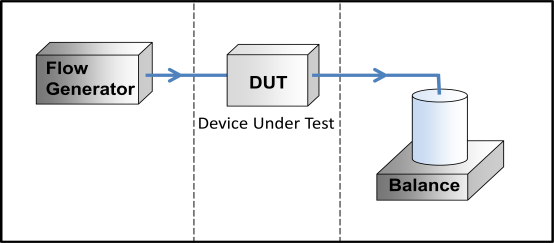 Flow
Generator
DUT
Device Under Test
Balance